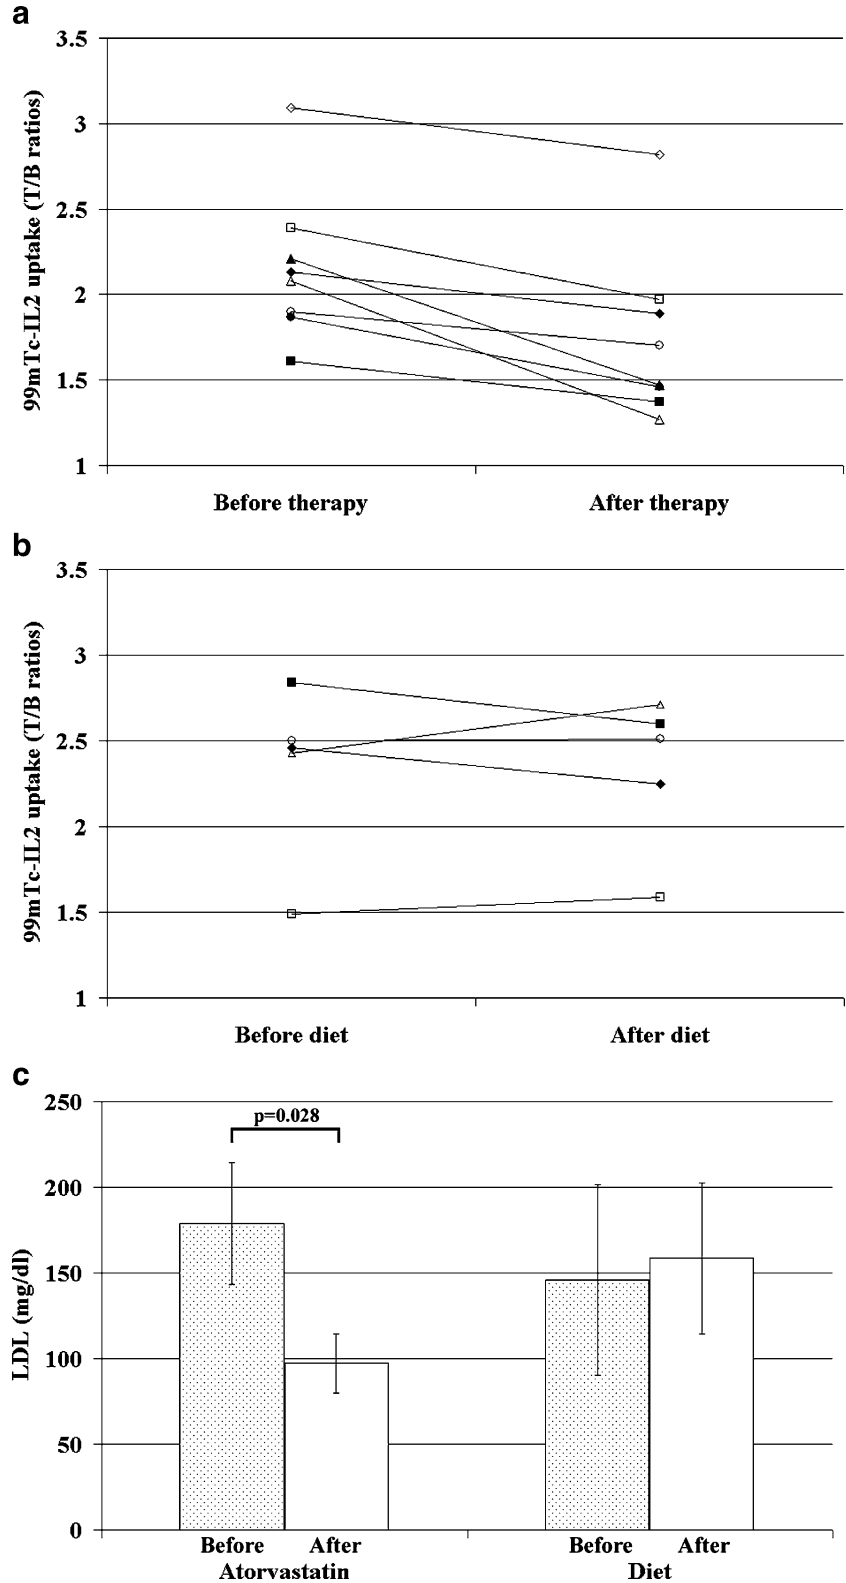 a
3.5
3
2.5
2
1.5
1
99mTc-IL2 uptake (T/B ratios)
Before therapy After therapy
b
3.5
3
2.5
2
1.5
1
99mTc-IL2 uptake (T/B ratios)
Before diet After diet
c
250
200
150
100
50
0
LDL (mg/dl)
p=0.028
Before After Before After
Atorvastatin Diet